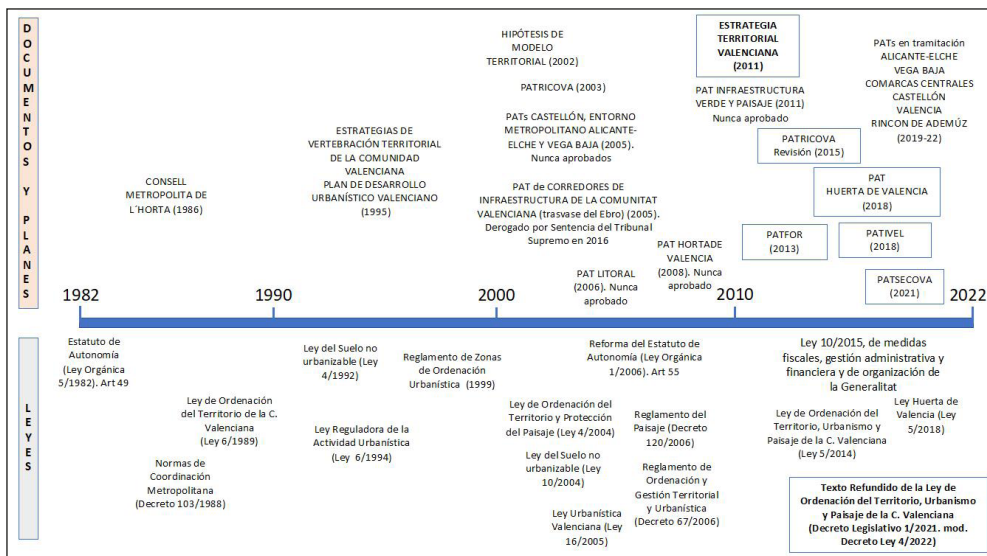 DOCUMENTOS Y PLANES
CONSELL
METROPOLITA DE
L´HORTA (1986)
ESTRATEGIAS DE
VERTEBRACIÓN TERRITORIAL
DE LA COMUNIDAD
VALENCIANA
PLAN DE DESARROLLO
URBANÍSTICO VALENCIANO
(1995)
HIPÓTESIS DE
MODELO
TERRITORIAL (2002)
PATRICOVA (2003)
PATs CASTELLÓN, ENTORNO
METROPOLITANO ALICANTE-
ELCHE Y VEGA BAJA (2005).
Nunca aprobados
PAT de CORREDORES DE
INFRAESTRUCTURA DE LA COMUNITAT
VALENCIANA (trasvase del Ebro) (2005).
Derogado por Sentencia del Tribunal
Supremo en 2016
PAT LITORAL
(2006). Nunca
aprobado
PAT HORTADE
VALENCIA
(2008). Nunca
aprobado
ESTRATEGIA
TERRITORIAL
VALENCIANA
(2011)
PAT INFRAESTRUCTURA
VERDE Y PAISAJE (2011)
Nunca aprobado
PATRICOVA
Revisión (2015)
PAT
HUERTA DE VALENCIA
(2018)
PATFOR
(2013)
PATIVEL
(2018)
PATSECOVA
(2021)
PATs en tramitación
ALICANTE-ELCHE
VEGA BAJA
COMARCAS CENTRALES
CASTELLÓN
VALENCIA
RINCON DE ADEMÚZ
(2019-22)
1982
1990
2000
2010
2022
LEYES
Estatuto de
Autonomía
(Ley Orgánica
5/1982). Art 49
Ley de Ordenación
del Territorio de la C.
Valenciana
(Ley 6/1989)
Normas de
Coordinación
Metropolitana
(Decreto 103/1988)
Ley del Suelo no
urbanizable (Ley
4/1992)
Ley Reguladora de la
Actividad Urbanística
(Ley 6/1994)
Reglamento de Zonas
de Ordenación
Urbanística (1999)
Ley de Ordenación del
Territorio y Protección
del Paisaje (Ley 4/2004)
Ley del Suelo no
urbanizable (Ley
10/2004)
Ley Urbanística
Valenciana (Ley
16/2005)
Reforma del Estatuto de
Autonomía (Ley Orgánica
1/2006). Art 55
Reglamento del
Paisaje (Decreto
120/2006)
Reglamento de
Ordenación y
Gestión Territorial
y Urbanística
(Decreto 67/2006)
Ley 10/2015, de medidas
fiscales, gestión administrativa y
financiera y de organización de
la Generalitat
Ley de Ordenación del
Territorio, Urbanismo y
Paisaje de la C. Valenciana
(Ley 5/2014)
Ley Huerta de
Valencia (Ley
5/2018)
Texto Refundido de la Ley de
Ordenación del Territorio, Urbanismo
y Paisaje de la C. Valenciana
(Decreto Legislativo 1/2021. mod.
Decreto Ley 4/2022)